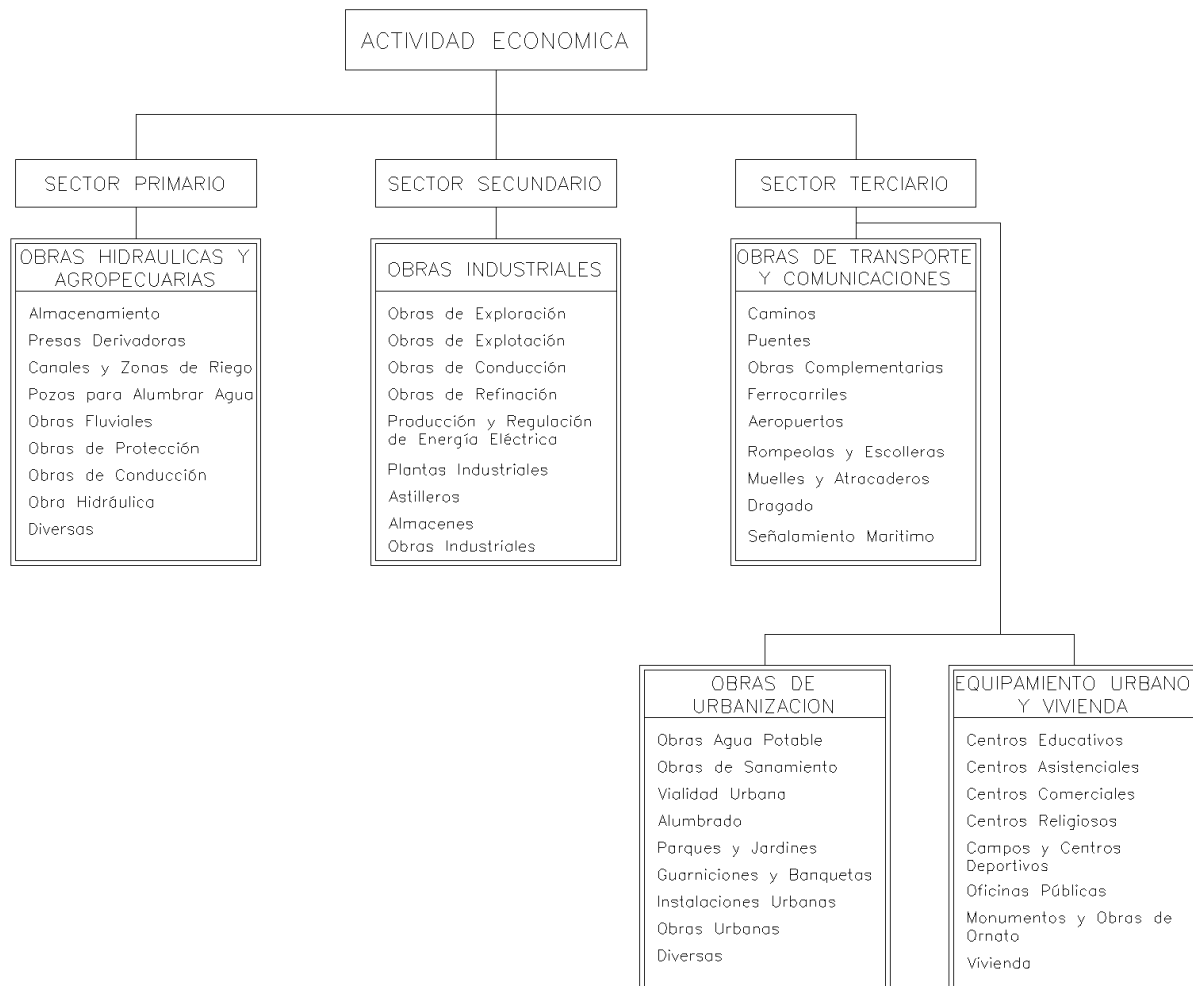 ACTIVIDAD ECONOMICA
SECTOR PRIMARIO
SECTOR SECUNDARIO
SECTOR TERCIARIO
OBRAS HIDRAULICAS Y
AGROPECUARIAS
Almacenamiento
Presas Derivadoras
Canales y Zonas de Riego
Pozos para Alumbrar Agua
Obras Fluviales
Obras de Protección
Obras de Conducción
Obra Hidráulica
Diversas
OBRAS INDUSTRIALES
Obras de Exploración
Obras de Explotación
Obras de Conducción
Obras de Refinación
Producción y Regulación
de Energía Eléctrica
Plantas Industriales
Astilleros
Almacenes
Obras Industriales
OBRAS DE TRANSPORTE
Y COMUNICACIONES
Caminos
Puentes
Obras Complementarias
Ferrocarriles
Aeropuertos
Rompeolas y Escolleras
Muelles y Atracaderos
Dragado
Señalamiento Maritimo
OBRAS DE
URBANIZACION
Obras Agua Potable
Obras de Sanamiento
Vialidad Urbana
Alumbrado
Parques y Jardines
Guarniciones y Banquetas
Instalaciones Urbanas
Obras Urbanas
Diversas
EQUIPAMIENTO URBANO
Y VIVIENDA
Centros Educativos
Centros Asistenciales
Centros Comerciales
Centros Religiosos
Campos y Centros
Deportivos
Oficinas Públicas
Monumentos y Obras de
Ornato
Vivienda